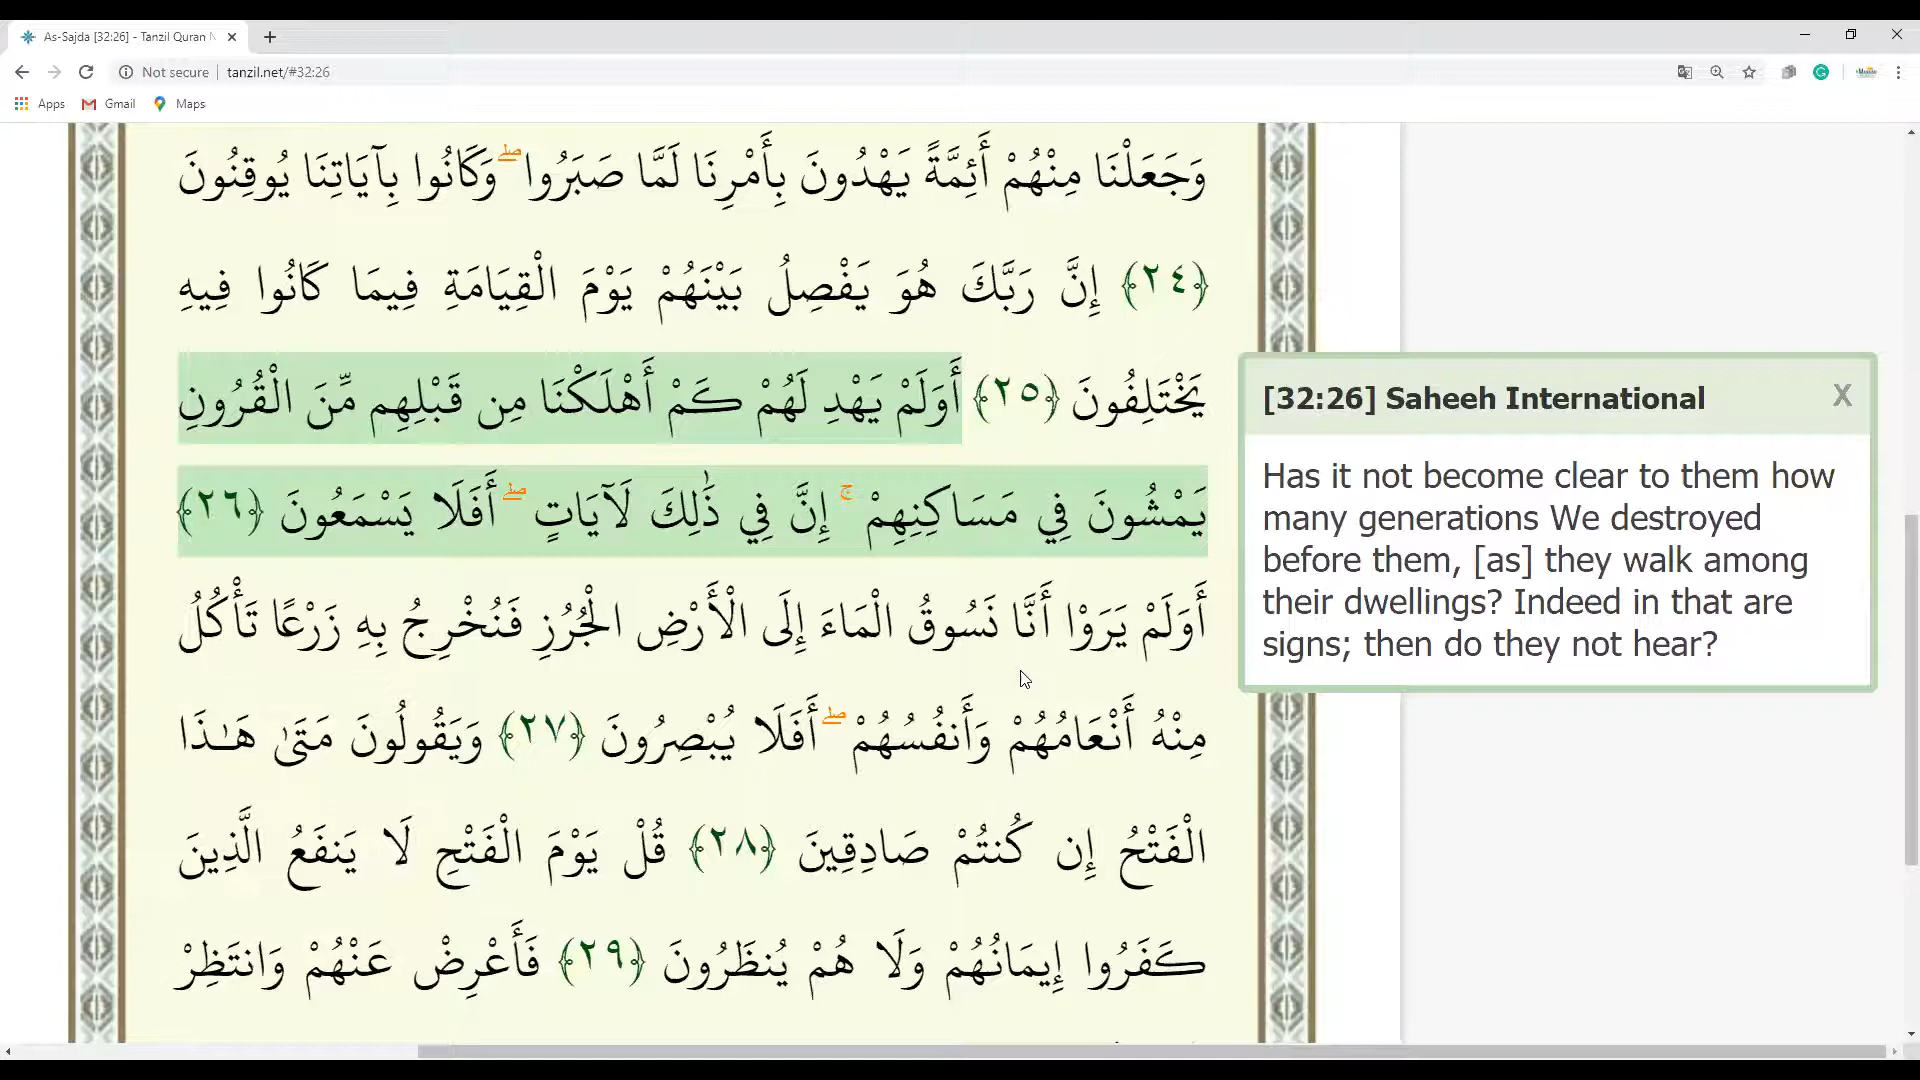 As-Sajda [32:26] - Tanzil Quran N
Not secure
tanzil.net/#32:26
Apps
Gmail
Maps
وَجَعَلْنَا مِنْهُمْ أَئِمَّةً يَهْدُونَ بِأَمْرِنَا لَمَّا صَبَرُوا ۖ وَكَانُوا بِآيَاتِنَا يُوقِنُونَ
﴿٢٤﴾ إِنَّ رَبَّكَ هُوَ يَفْصِلُ بَيْنَهُمْ يَوْمَ الْقِيَامَةِ فِيمَا كَانُوا فِيهِ
يَخْتَلِفُونَ ﴿٢٥﴾ أَوَلَمْ يَهْدِ لَهُمْ كَمْ أَهْلَكْنَا مِن قَبْلِهِم مِّنَ الْقُرُونِ
يَمْشُونَ فِي مَسَاكِنِهِمْ ۚ إِنَّ فِي ذَٰلِكَ لَآيَاتٍ ۖ أَفَلَا يَسْمَعُونَ ﴿٢٦﴾
أَوَلَمْ يَرَوْا أَنَّا نَسُوقُ الْمَاءَ إِلَى الْأَرْضِ الْجُرُزِ فَنُخْرِجُ بِهِ زَرْعًا تَأْكُلُ
مِنْهُ أَنْعَامُهُمْ وَأَنفُسُهُمْ ۖ أَفَلَا يُبْصِرُونَ ﴿٢٧﴾ وَيَقُولُونَ مَتَىٰ هَـٰذَا
الْفَتْحُ إِن كُنتُمْ صَادِقِينَ ﴿٢٨﴾ قُلْ يَوْمَ الْفَتْحِ لَا يَنفَعُ الَّذِينَ
كَفَرُوا إِيمَانُهُمْ وَلَا هُمْ يُنظَرُونَ ﴿٢٩﴾ فَأَعْرِضْ عَنْهُمْ وَانتَظِرْ
[32:26] Saheeh International
X
Has it not become clear to them how
many generations We destroyed
before them, [as] they walk among
their dwellings? Indeed in that are
signs; then do they not hear?